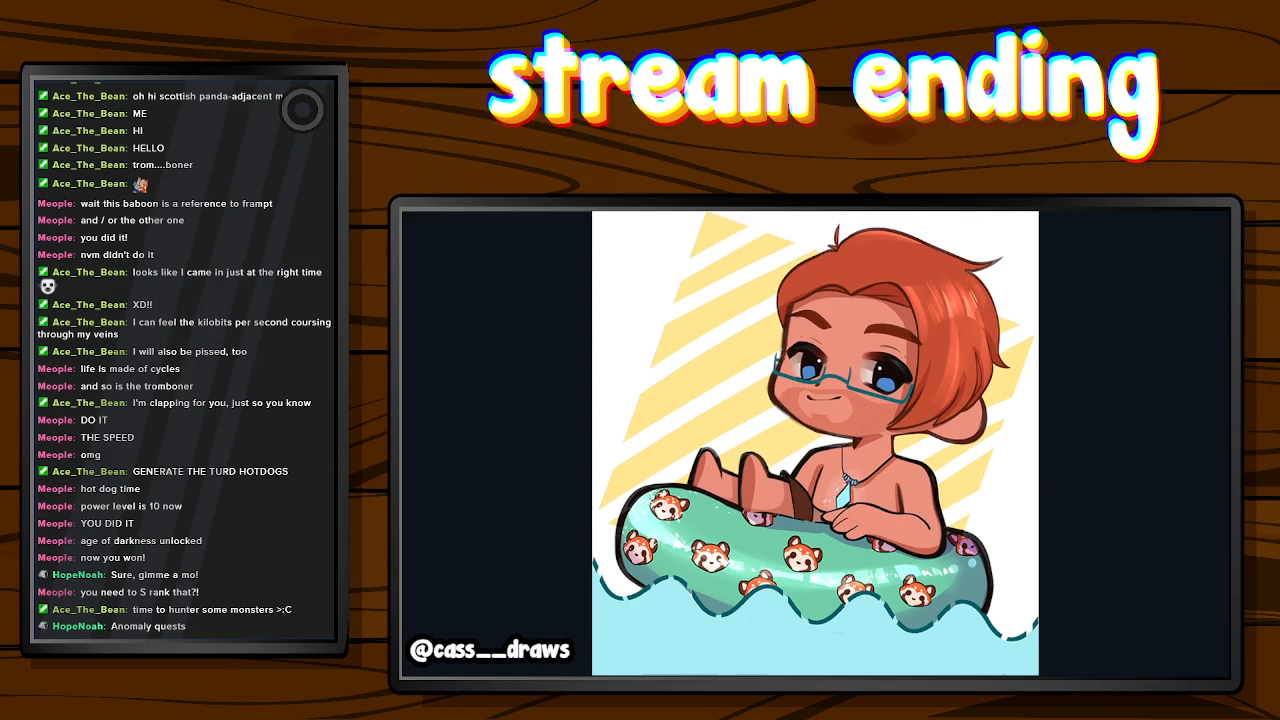 stream ending
Ace_The_Bean: oh hi scottish panda-adjacent m
Ace_The_Bean: ME
Ace_The_Bean: HI
Ace_The_Bean: HELLO
Ace_The_Bean: trom....boner
Ace_The_Bean:
Meople: wait this baboon is a reference to frampt
Meople: and / or the other one
Meople: you did it!
Meople: nvm didn't do it
Ace_The_Bean: looks like I came in just at the right time
Ace_The_Bean: XD!!
Ace_The_Bean: I can feel the kilobits per second coursing
through my veins
Ace_The_Bean: I will also be pissed, too
Meople: life is made of cycles
Meople: and so is the tromboner
Ace_The_Bean: I'm clapping for you, just so you know
Meople: DO IT
Meople: THE SPEED
Meople: omg
Ace_The_Bean: GENERATE THE TURD HOTDOGS
Meople: hot dog time
Meople: power level is 10 now
Meople: YOU DID IT
Meople: age of darkness unlocked
Meople: now you won!
HopeNoah: Sure, gimme a mo!
Meople: you need to S rank that?!
Ace_The_Bean: time to hunter some monsters >:C
HopeNoah: Anomaly quests
@cass__draws